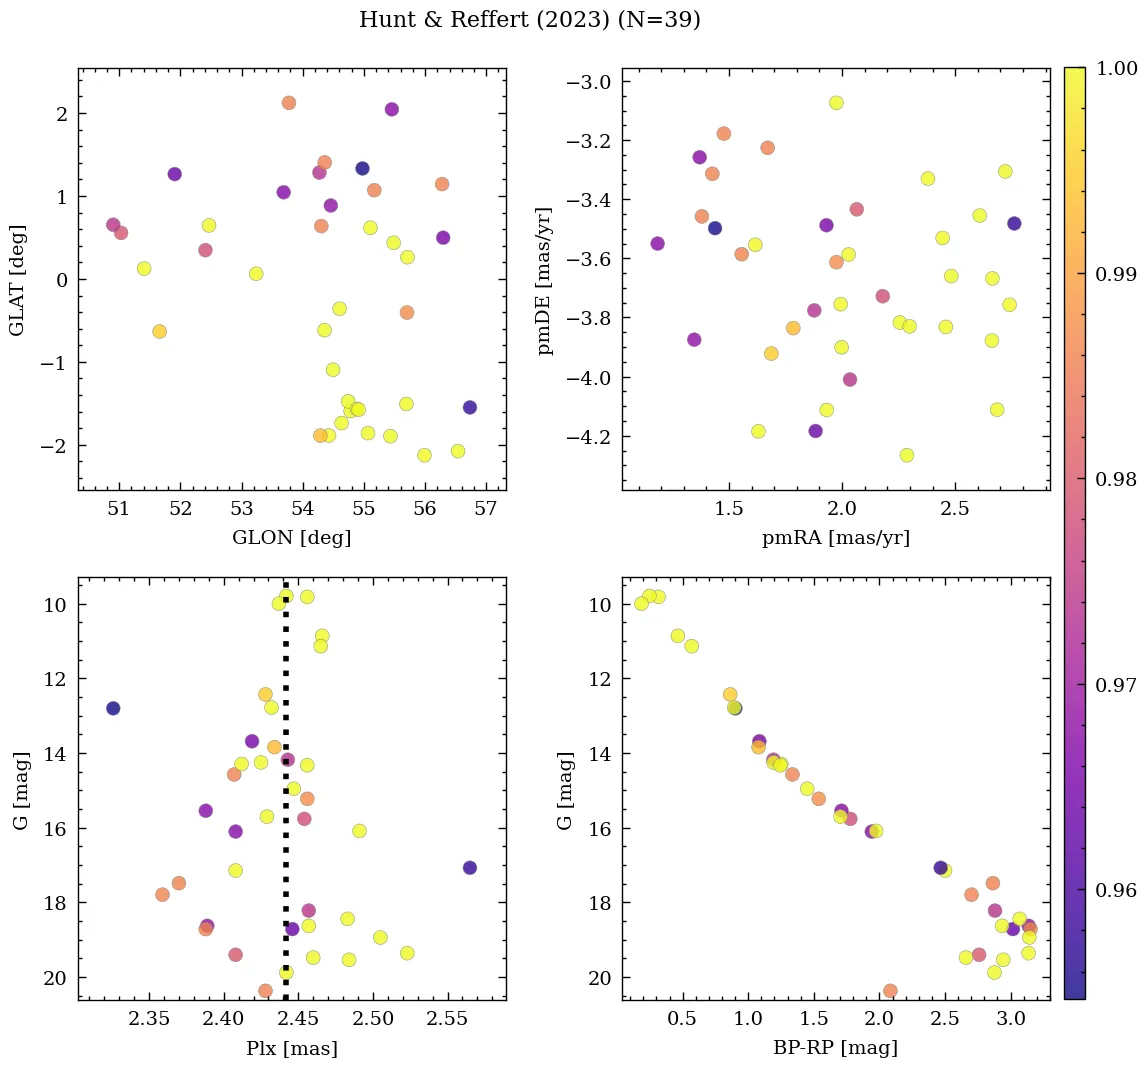 Hunt & Reffert (2023) (N=39)
2
1
0
−1
−2
GLAT [deg]
51 52 53 54 55 56 57
GLON [deg]
−3.0
−3.2
−3.4
−3.6
−3.8
−4.0
−4.2
pmDE [mas/yr]
1.5 2.0 2.5
pmRA [mas/yr]
10
12
14
16
18
20
G [mag]
2.35 2.40 2.45 2.50 2.55
Plx [mas]
10
12
14
16
18
20
G [mag]
0.5 1.0 1.5 2.0 2.5 3.0
BP-RP [mag]
1.00
0.99
0.98
0.97
0.96